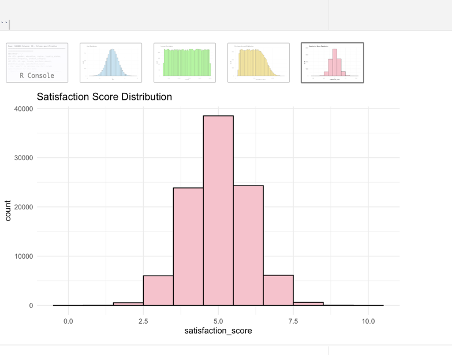 R Console
Satisfaction Score Distribution
40000
30000
20000
10000
0
count
0.0 2.5 5.0 7.5 10.0
satisfaction_score